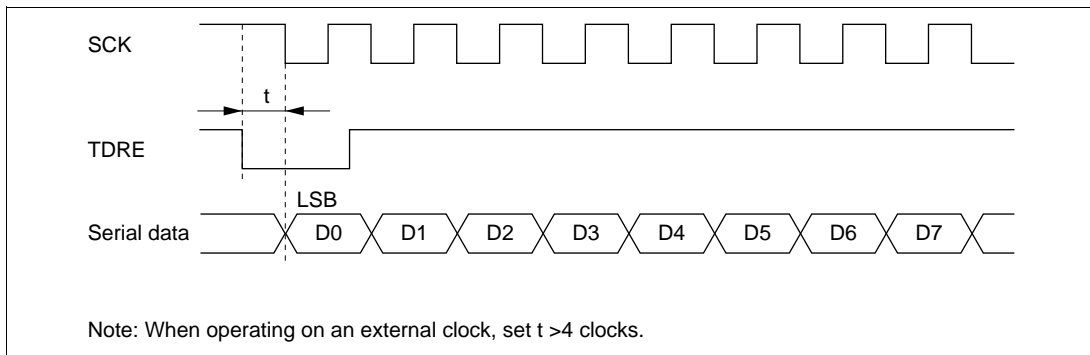 SCK
t
TDRE
LSB
Serial data D0 D1 D2 D3 D4 D5 D6 D7
Note: When operating on an external clock, set t >4 clocks.